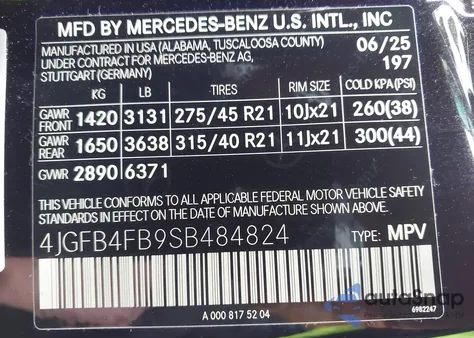 MFD BY MERCEDES-BENZ U.S. INTL., INC
MANUFACTURED IN USA (ALABAMA, TUSCALOOSA COUNTY) 06/25
UNDER CONTRACT FOR MERCEDES-BENZ AG, 197
STUTTGART (GERMANY)
KG LB TIRES RIM SIZE COLD KPA(PSI)
GAWR FRONT 1420 3131 275/45 R21 10Jx21 260(38)
GAWR REAR 1650 3638 315/40 R21 11Jx21 300(44)
GVWR 2890 6371
THIS VEHICLE CONFORMS TO ALL APPLICABLE FEDERAL MOTOR VEHICLE SAFETY
STANDARDS IN EFFECT ON THE DATE OF MANUFACTURE SHOWN ABOVE.
4JGFB4FB9SB484824 TYPE: MPV
A 000 817 52 04
6982247
autoSnap